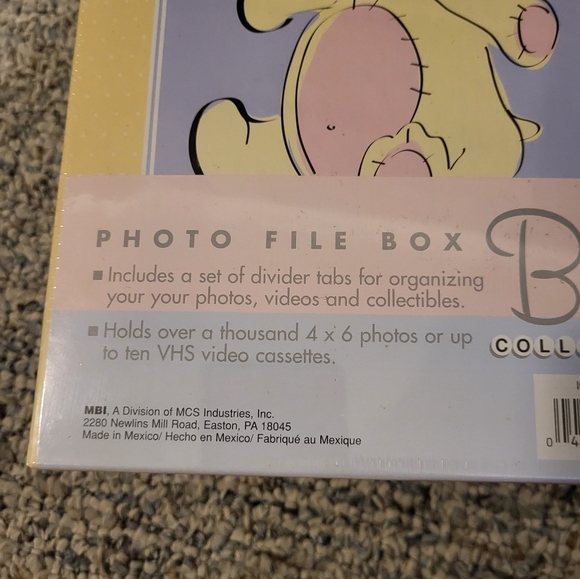 PHOTO FILE BOX
B
▪ Includes a set of divider tabs for organizing
your your photos, videos and collectibles.
▪ Holds over a thousand 4 x 6 photos or up
to ten VHS video cassettes.
COLL
MBI, A Division of MCS Industries, Inc.
2280 Newlins Mill Road, Easton, PA 18045
Made in Mexico/ Hecho en Mexico/ Fabriqué au Mexique
0